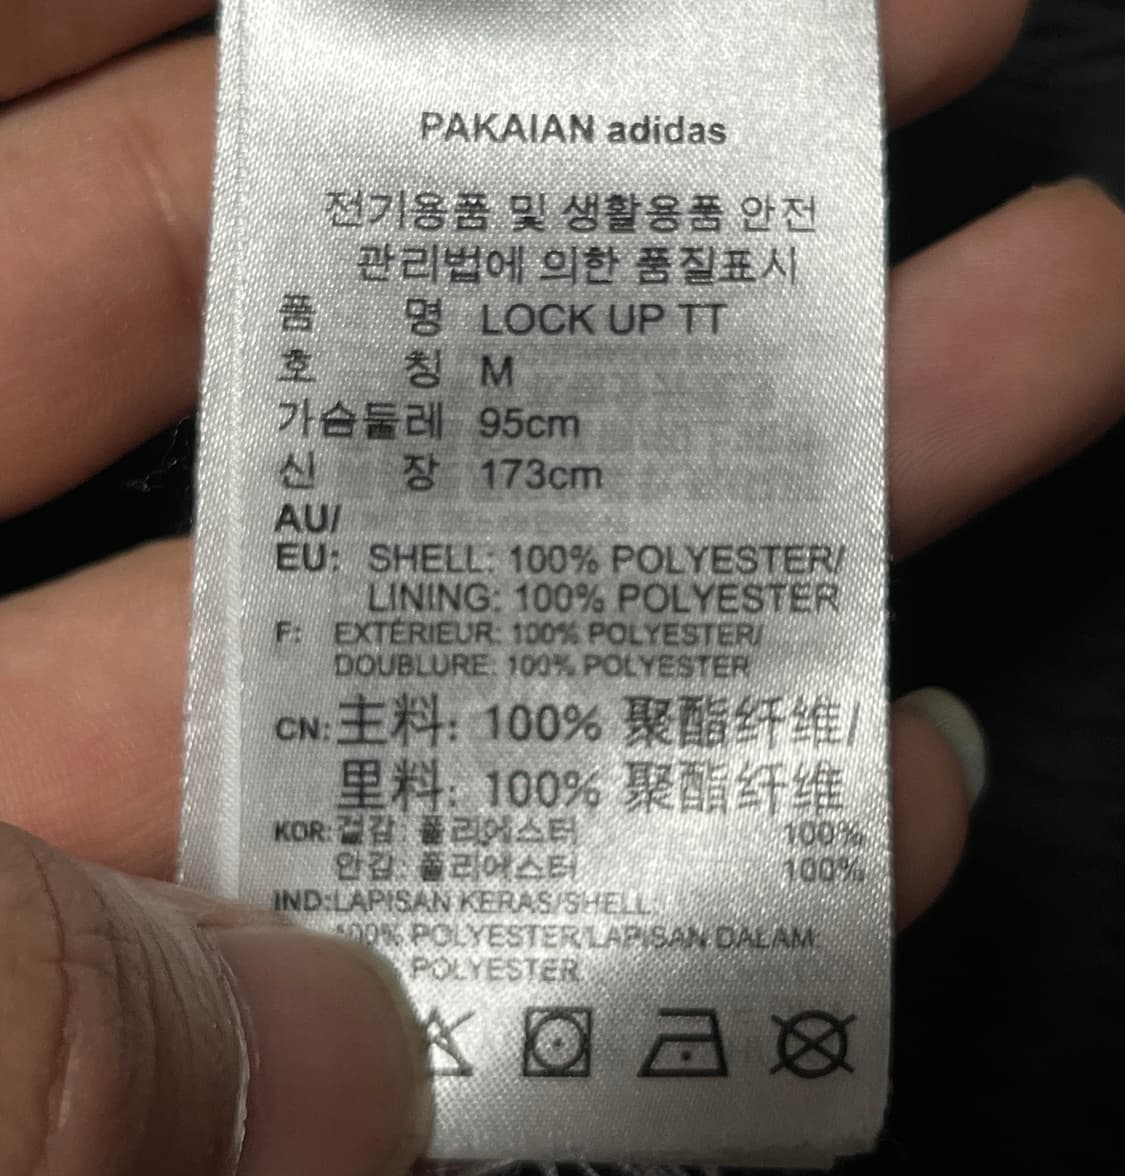 PAKAIAN adidas
전기용품 및 생활용품 안전
관리법에 의한 품질표시
품 명 LOCK UP TT
호 칭 M
가슴둘레 95cm
신 장 173cm
AU/
EU: SHELL: 100% POLYESTER/
LINING: 100% POLYESTER
F: EXTÉRIEUR: 100% POLYESTER/
DOUBLURE: 100% POLYESTER
CN: 主料: 100% 聚酯纤维/
里料: 100% 聚酯纤维
KOR: 겉감: 폴리에스터 100%
안감: 폴리에스터 100%
IND:LAPISAN KERAS/SHELL:
100% POLYESTER/LAPISAN DALAM
POLYESTER